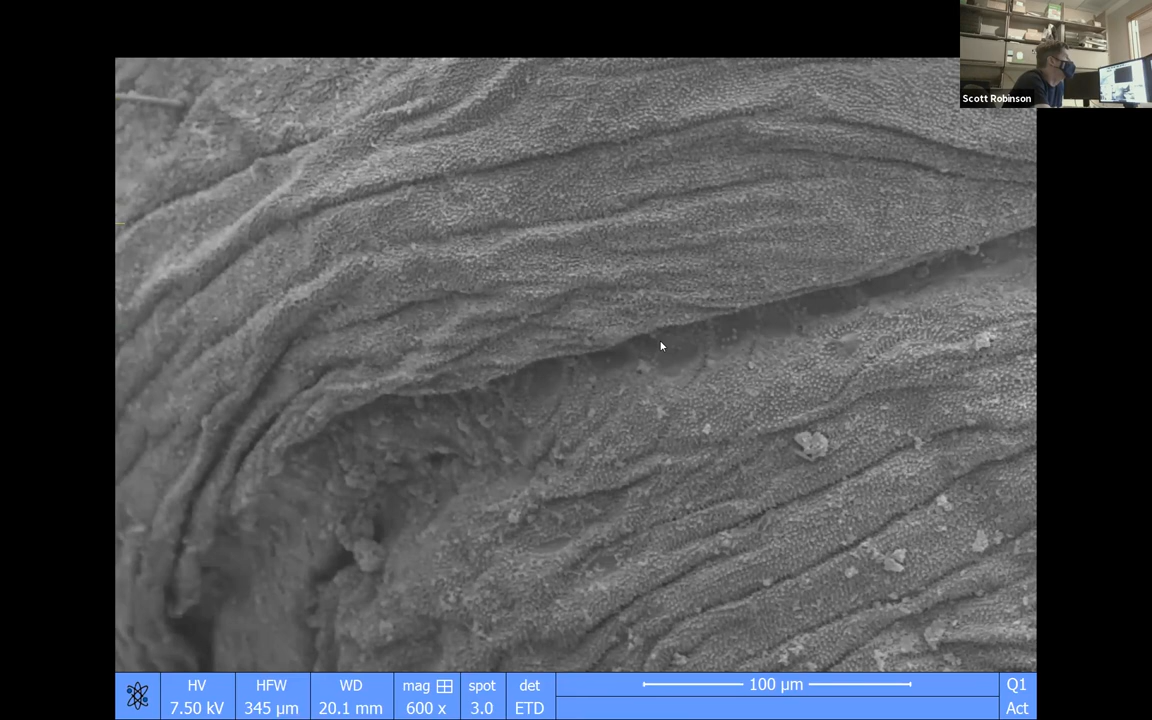 Scott Robinson
HV HFW WD mag spot det 100 µm Q1
7.50 kV 345 µm 20.1 mm 600 x 3.0 ETD Act